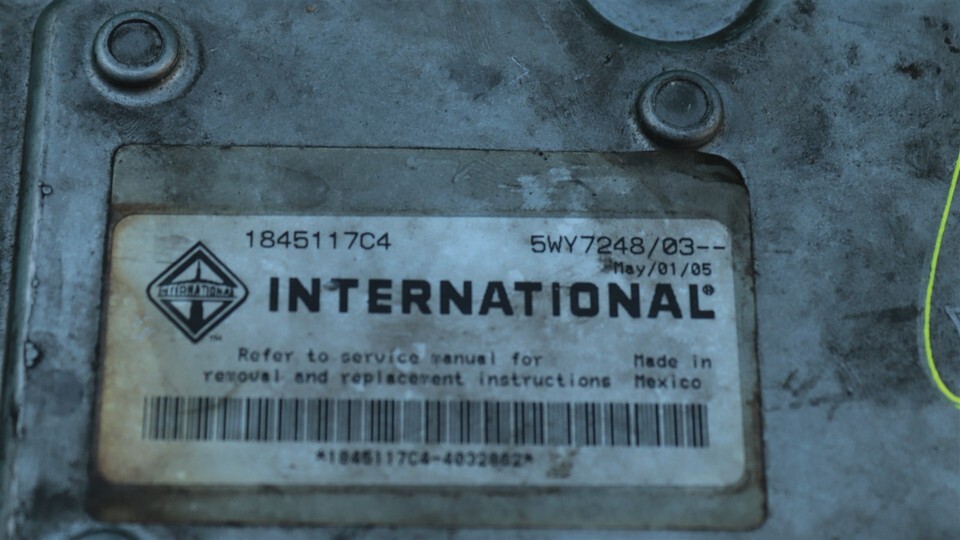 1845117C4 5WY7248/03--
May/01/05
INTERNATIONAL
INTERNATIONAL®
™
Refer to service manual for Made in
removal and replacement instructions Mexico
*1845117C4-4032862*